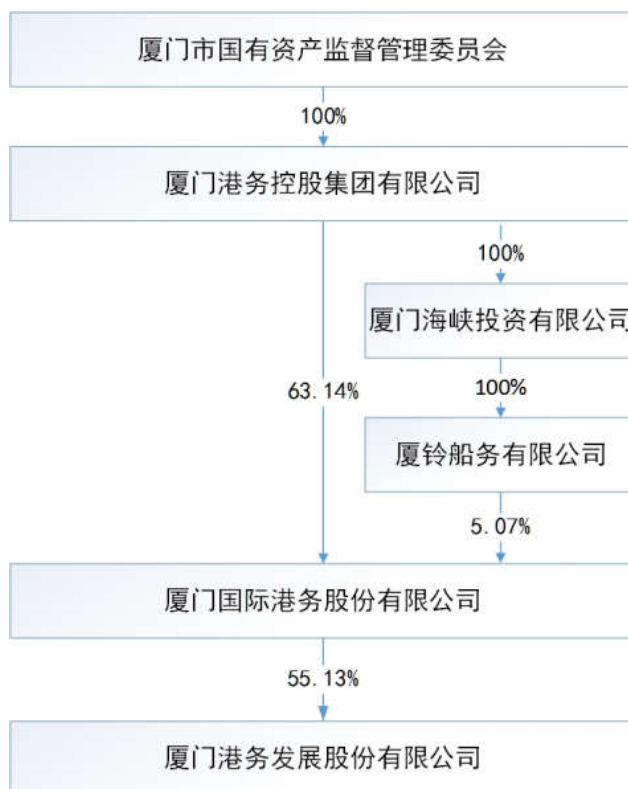 厦门市国有资产监督管理委员会
100%
厦门港务控股集团有限公司
100%
厦门海峡投资有限公司
63.14%
100%
厦铃船务有限公司
5.07%
厦门国际港务股份有限公司
55.13%
厦门港务发展股份有限公司